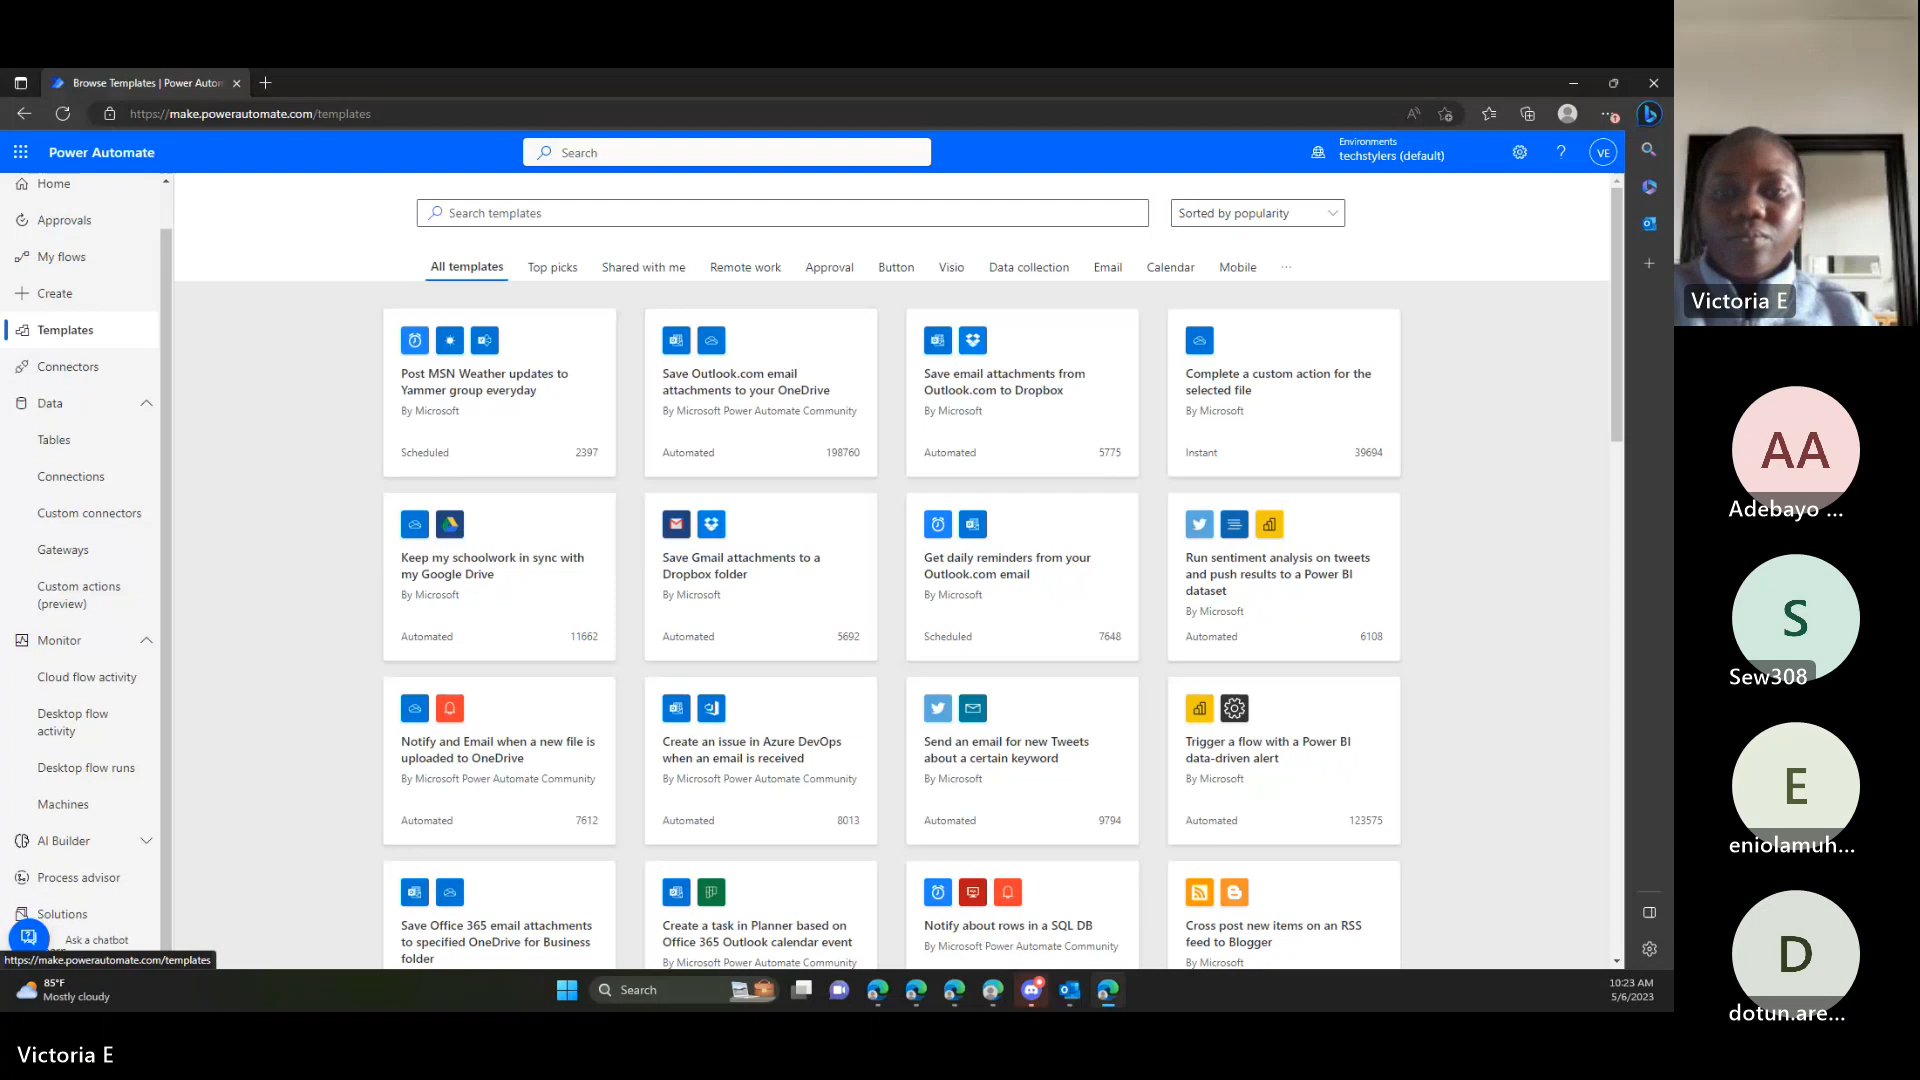 Browse Templates | Power Autom
https://make.powerautomate.com/templates
Power Automate
Search
Environments
techstylers (default)
?
VE
Home
Approvals
My flows
Create
Templates
Connectors
Data
Tables
Connections
Custom connectors
Gateways
Custom actions
(preview)
Monitor
Cloud flow activity
Desktop flow
activity
Desktop flow runs
Machines
AI Builder
Process advisor
Solutions
Ask a chatbot
https://make.powerautomate.com/templates
Search templates
Sorted by popularity
All templates
Top picks
Shared with me
Remote work
Approval
Button
Visio
Data collection
Email
Calendar
Mobile
Post MSN Weather updates to
Yammer group everyday
By Microsoft
Scheduled 2397
Save Outlook.com email
attachments to your OneDrive
By Microsoft Power Automate Community
Automated 198760
Save email attachments from
Outlook.com to Dropbox
By Microsoft
Automated 5775
Complete a custom action for the
selected file
By Microsoft
Instant 39694
Keep my schoolwork in sync with
my Google Drive
By Microsoft
Automated 11662
Save Gmail attachments to a
Dropbox folder
By Microsoft
Automated 5692
Get daily reminders from your
Outlook.com email
By Microsoft
Scheduled 7648
Run sentiment analysis on tweets
and push results to a Power BI
dataset
By Microsoft
Automated 6108
Notify and Email when a new file is
uploaded to OneDrive
By Microsoft Power Automate Community
Automated 7612
Create an issue in Azure DevOps
when an email is received
By Microsoft Power Automate Community
Automated 8013
Send an email for new Tweets
about a certain keyword
By Microsoft
Automated 9794
Trigger a flow with a Power BI
data-driven alert
By Microsoft
Automated 123575
Save Office 365 email attachments
to specified OneDrive for Business
folder
Create a task in Planner based on
Office 365 Outlook calendar event
By Microsoft Power Automate Community
Notify about rows in a SQL DB
By Microsoft Power Automate Community
Cross post new items on an RSS
feed to Blogger
By Microsoft
85°F
Mostly cloudy
Search
10:23 AM
5/6/2023
Victoria E
Victoria E
AA
Adebayo ...
S
Sew308
E
eniolamuh...
D
dotun.are...